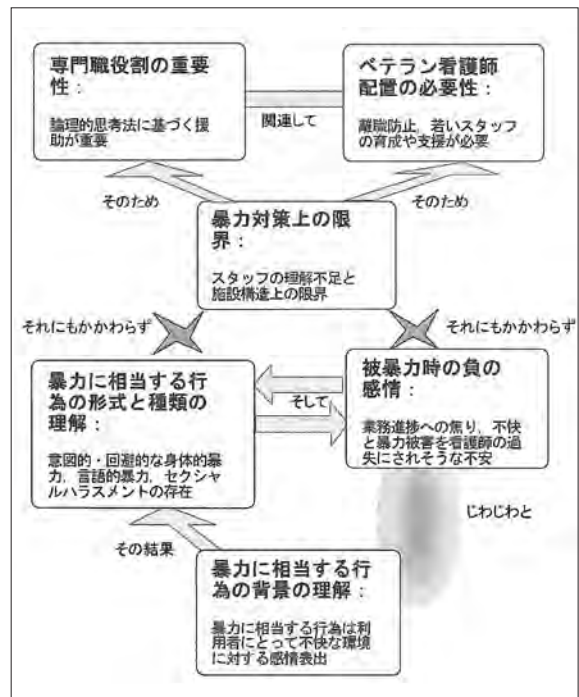 専門職役割の重要
性：
論理的思考法に基づく援
助が重要
ベテラン看護師
配置の必要性：
離職防止，若いスタッフ
の育成や支援が必要
関連して
そのため
そのため
暴力対策上の限
界：
スタッフの理解不足と
施設構造上の限界
それにもかかわらず
それにもかかわらず
暴力に相当する行
為の形式と種類の
理解：
意図的・回避的な身体的暴
力，言語的暴力，セクシャ
ルハラスメントの存在
そして
被暴力時の負の
感情：
業務進捗への焦り，不快
と暴力被害を看護師の過
失にされそうな不安
じわじわと
その結果
暴力に相当する行
為の背景の理解：
暴力に相当する行為は利
用者にとって不快な環境
に対する感情表出